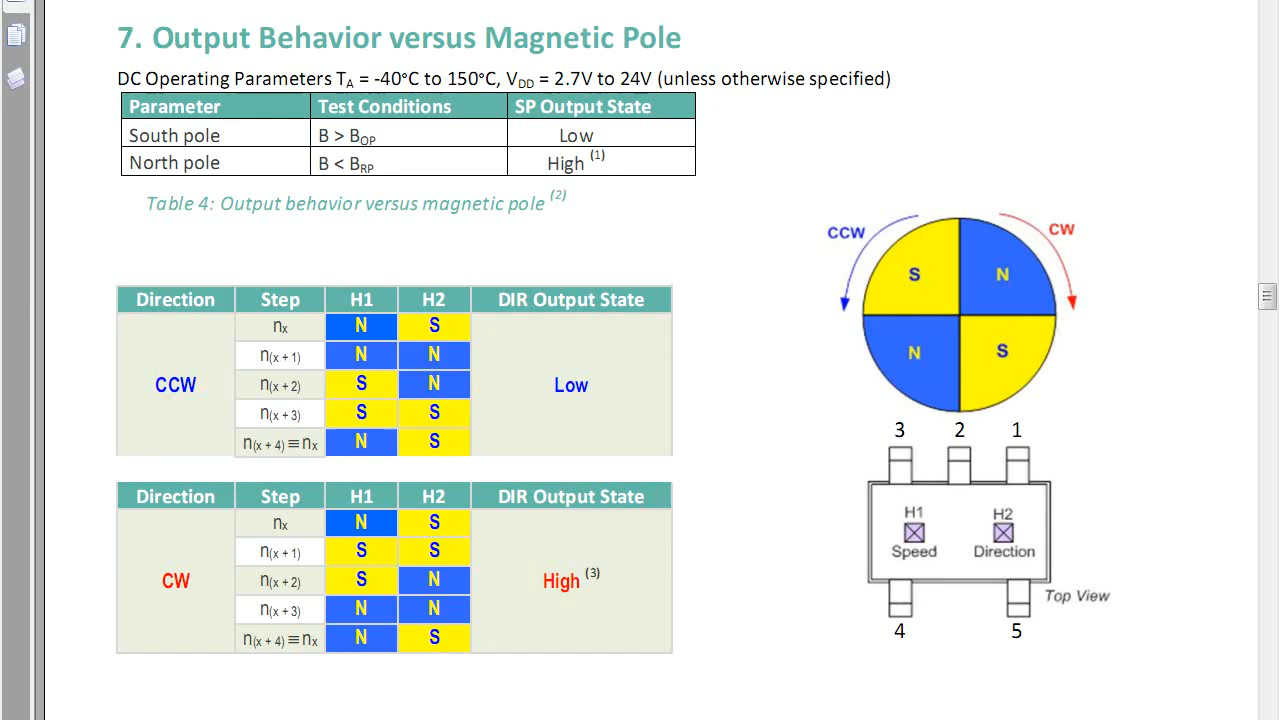 7. Output Behavior versus Magnetic Pole
DC Operating Parameters TA = -40°C to 150°C, VDD = 2.7V to 24V (unless otherwise specified)
Parameter Test Conditions SP Output State
South pole B > BOP Low
North pole B < BRP High (1)
Table 4: Output behavior versus magnetic pole (2)
Direction Step H1 H2 DIR Output State
nx N S
n(x + 1) N N
CCW n(x + 2) S N Low
n(x + 3) S S
n(x + 4) ≡ nx N S
Direction Step H1 H2 DIR Output State
nx N S
n(x + 1) S S
CW n(x + 2) S N High (3)
n(x + 3) N N
n(x + 4) ≡ nx N S
CCW CW
S N
N S
3 2 1
H1 H2
Speed Direction
Top View
4 5